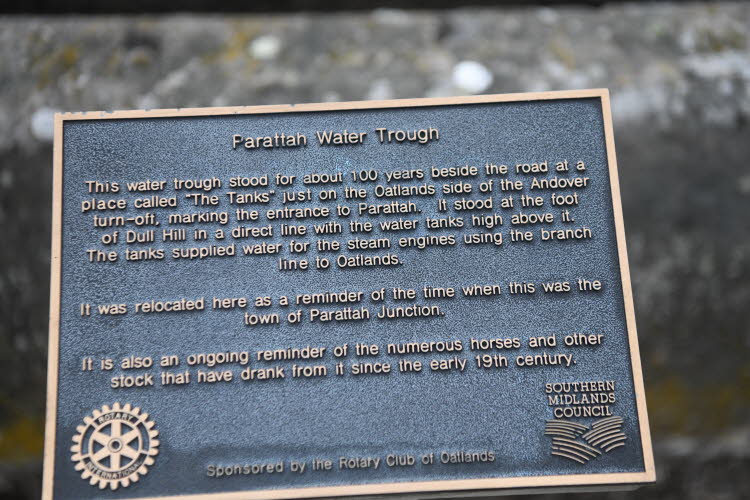 Parattah Water Trough
This water trough stood for about 100 years beside the road at a
place called "The Tanks" just on the Oatlands side of the Andover
turn-off, marking the entrance to Parattah. It stood at the foot
of Dull Hill in a direct line with the water tanks high above it.
The tanks supplied water for the steam engines using the branch
line to Oatlands.
It was relocated here as a reminder of the time when this was the
town of Parattah Junction.
It is also an ongoing reminder of the numerous horses and other
stock that have drank from it since the early 19th century.
ROTARY
INTERNATIONAL
SOUTHERN
MIDLANDS
COUNCIL
Sponsored by the Rotary Club of Oatlands